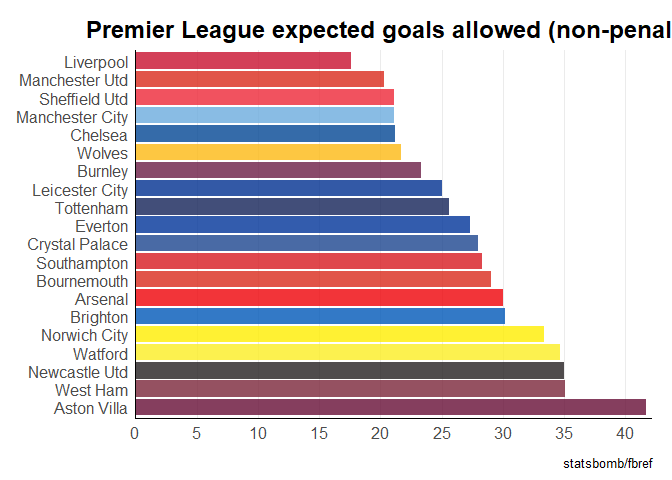 Premier League expected goals allowed (non-penal
Liverpool
Manchester Utd
Sheffield Utd
Manchester City
Chelsea
Wolves
Burnley
Leicester City
Tottenham
Everton
Crystal Palace
Southampton
Bournemouth
Arsenal
Brighton
Norwich City
Watford
Newcastle Utd
West Ham
Aston Villa
0 5 10 15 20 25 30 35 40
statsbomb/fbref